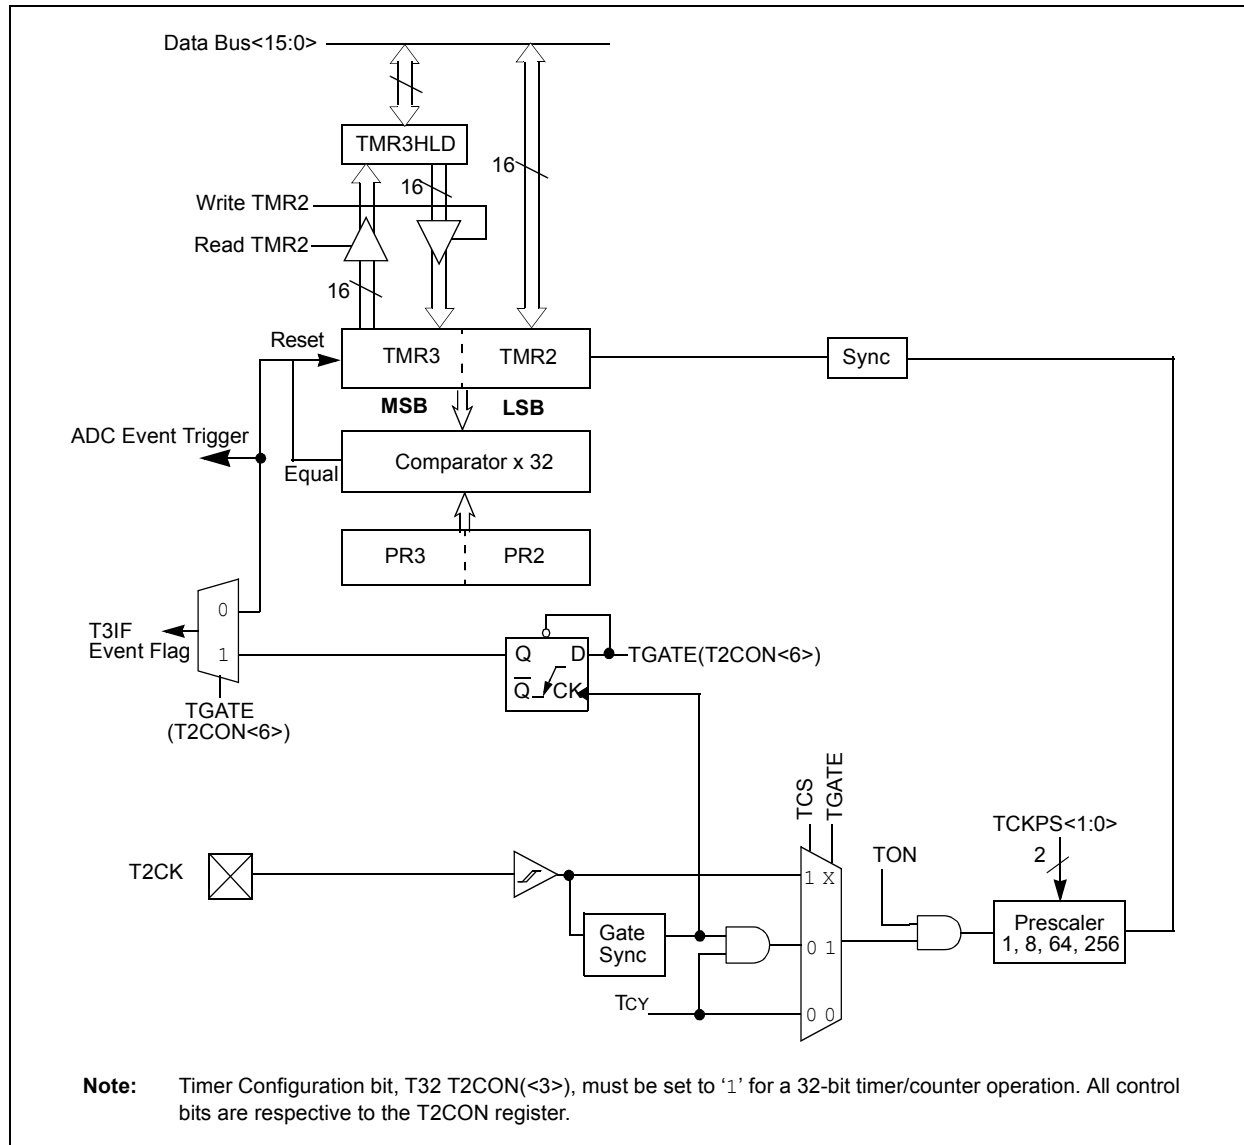 Data Bus<15:0>
TMR3HLD
16
16
Write TMR2
Read TMR2
16
Reset
TMR3
TMR2
Sync
MSB
LSB
ADC Event Trigger
Equal
Comparator x 32
PR3
PR2
0
T3IF
Event Flag
1
Q
D
TGATE(T2CON<6>)
Q
CK
TGATE
(T2CON<6>)
TCS
TGATE
TCKPS<1:0>
2
TON
T2CK
1 X
Prescaler
1, 8, 64, 256
Gate
Sync
0 1
TCY
0 0
Note: Timer Configuration bit, T32 T2CON(<3>), must be set to ‘1’ for a 32-bit timer/counter operation. All control
bits are respective to the T2CON register.